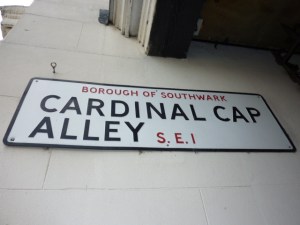 BOROUGH OF SOUTHWARK
CARDINAL CAP
ALLEY S.E.1